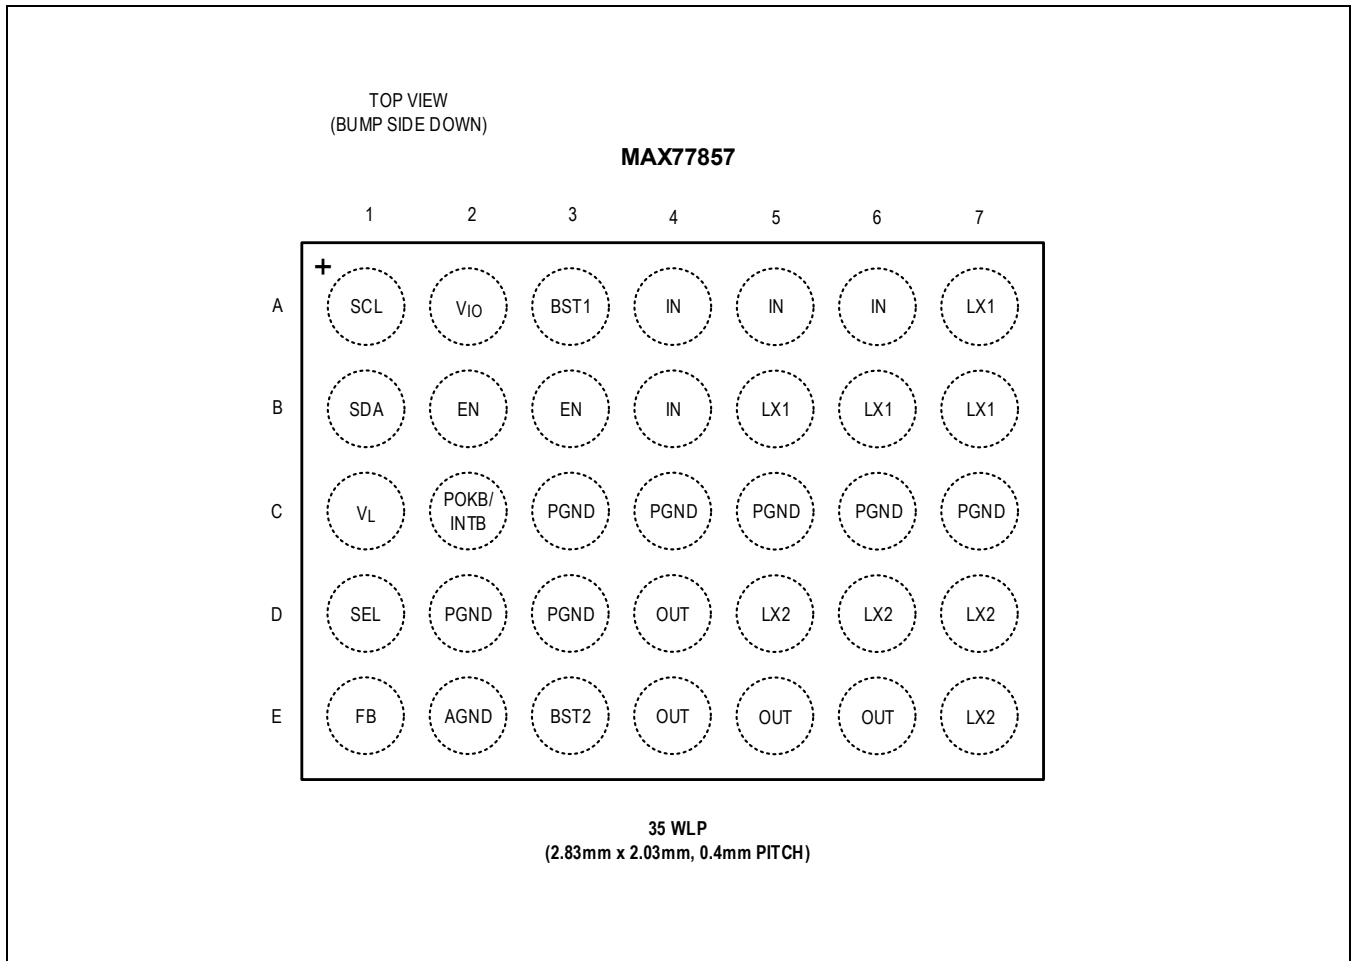 TOP VIEW
(BUMP SIDE DOWN)
MAX77857
1 2 3 4 5 6 7
+
A SCL VIO BST1 IN IN IN LX1
B SDA EN EN IN LX1 LX1 LX1
C VL POKB/ PGND PGND PGND PGND PGND
INTB
D SEL PGND PGND OUT LX2 LX2 LX2
E FB AGND BST2 OUT OUT OUT LX2
35 WLP
(2.83mm x 2.03mm, 0.4mm PITCH)